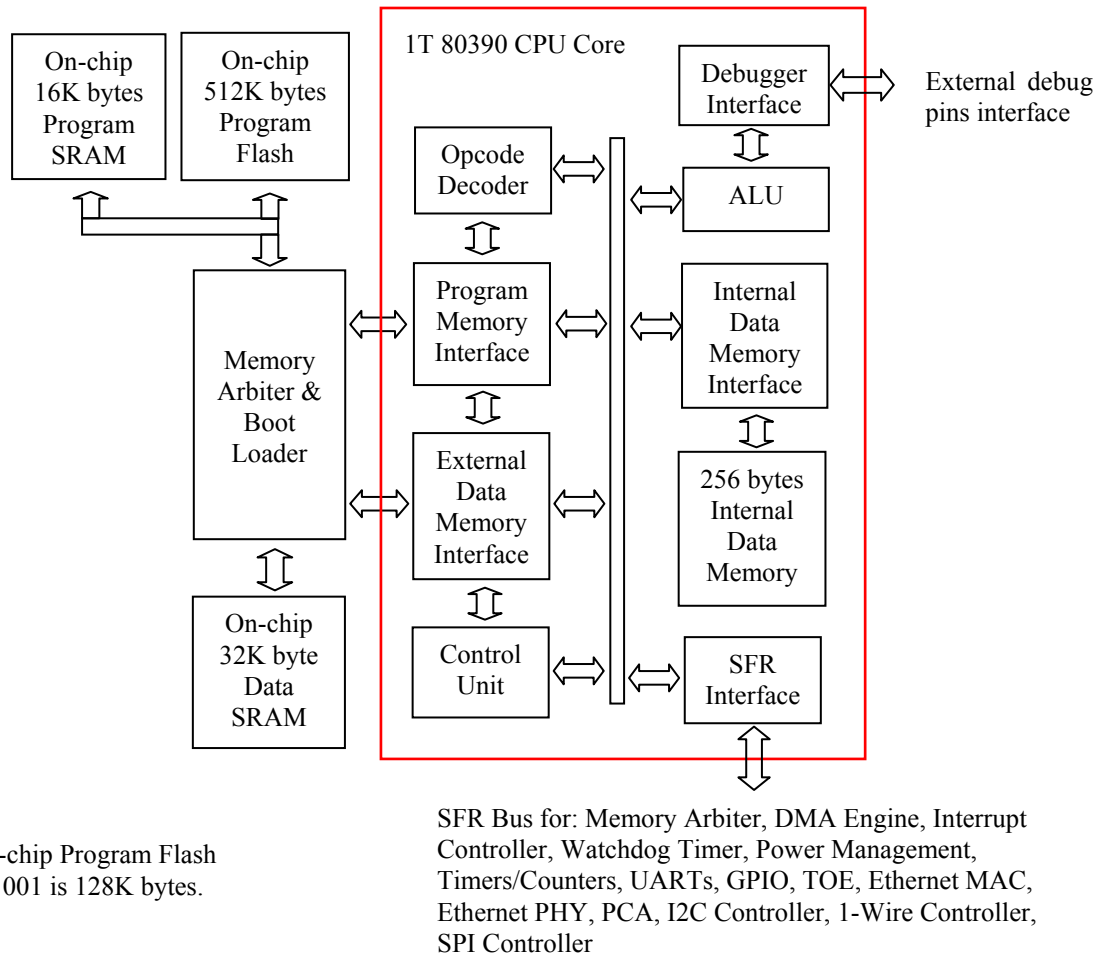 1T 80390 CPU Core
On-chip
16K bytes
Program
SRAM
On-chip
512K bytes
Program
Flash
Debugger
Interface
External debug
pins interface
Opcode
Decoder
ALU
Program
Memory
Interface
Internal
Data
Memory
Interface
Memory
Arbiter &
Boot
Loader
External
Data
Memory
Interface
256 bytes
Internal
Data
Memory
On-chip
32K byte
Data
SRAM
Control
Unit
SFR
Interface
-chip Program Flash
001 is 128K bytes.
SFR Bus for: Memory Arbiter, DMA Engine, Interrupt
Controller, Watchdog Timer, Power Management,
Timers/Counters, UARTs, GPIO, TOE, Ethernet MAC,
Ethernet PHY, PCA, I2C Controller, 1-Wire Controller,
SPI Controller